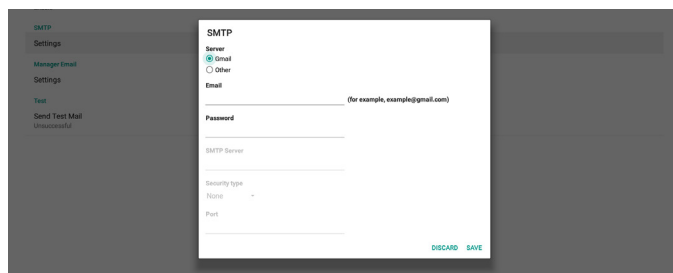 SMTP
Settings
Manager Email
Settings
Test
Send Test Mail
Unsuccessful
SMTP
Server
Gmail
Other
Email
(for example, example@gmail.com)
Password
SMTP Server
Security type
None
Port
DISCARD SAVE